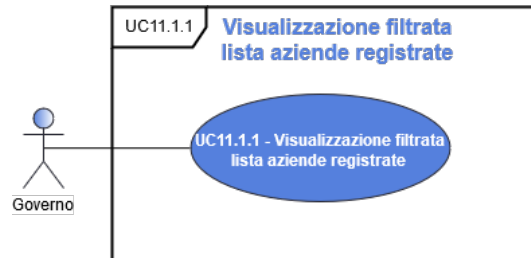 UC11.1.1
Visualizzazione filtrata
lista aziende registrate
UC11.1.1 - Visualizzazione filtrata
lista aziende registrate
Governo